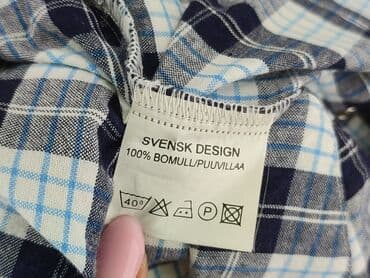 SVENSK DESIGN
100% BOMULL/PUUVILLAA
40° P